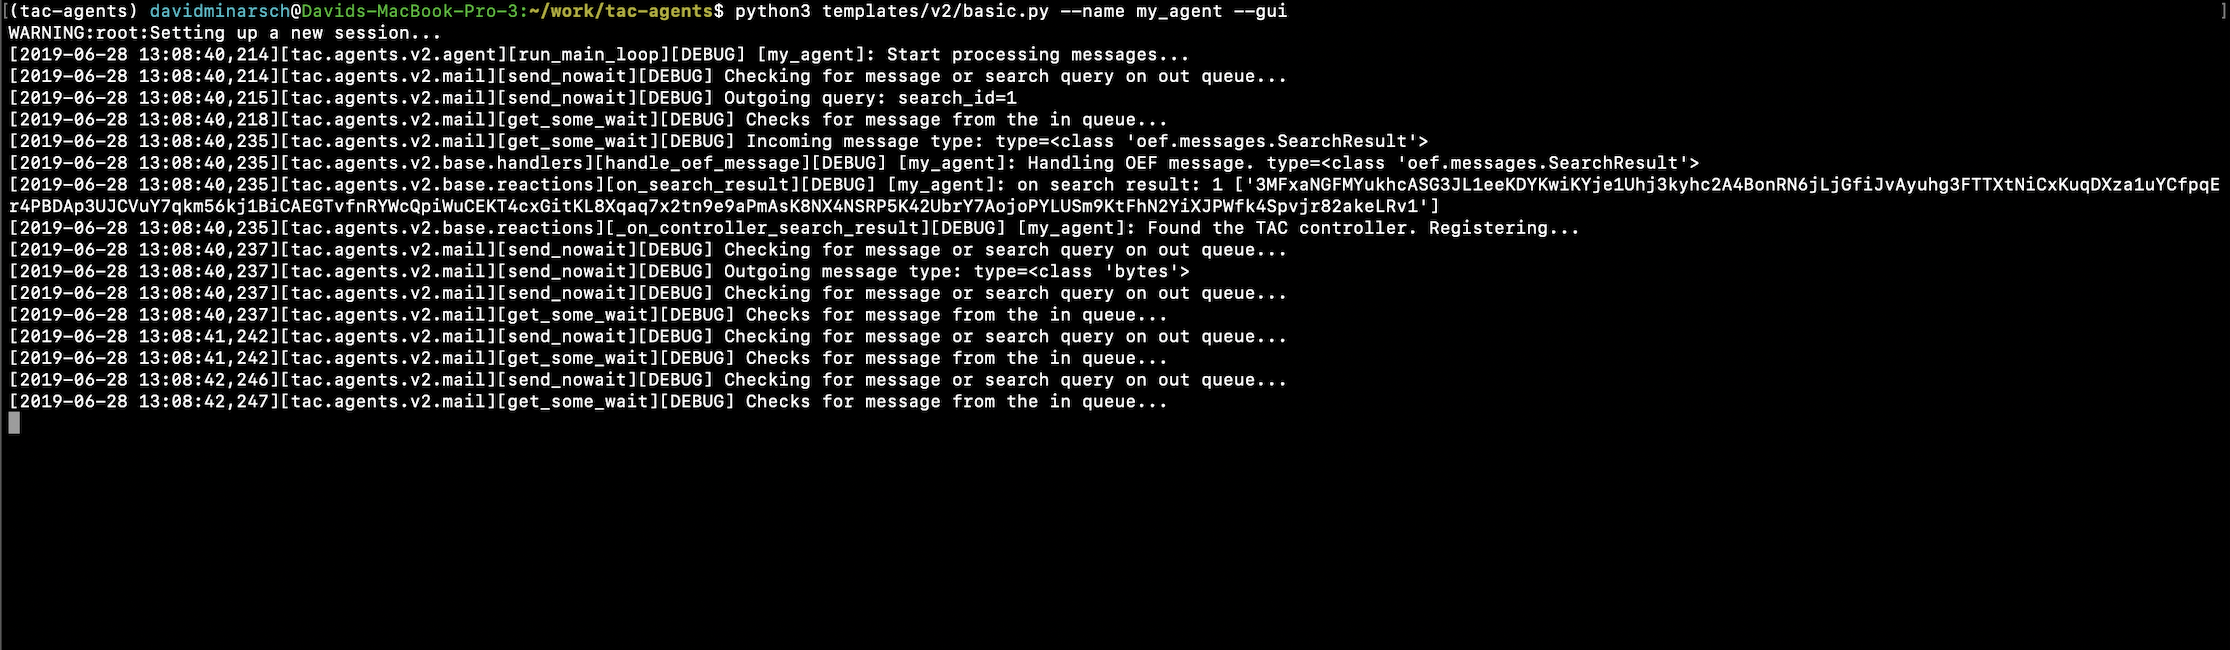 [(tac-agents) davidminarsch@Davids-MacBook-Pro-3:~/work/tac-agents$ python3 templates/v2/basic.py --name my_agent --gui ]
WARNING:root:Setting up a new session...
[2019-06-28 13:08:40,214][tac.agents.v2.agent][run_main_loop][DEBUG] [my_agent]: Start processing messages...
[2019-06-28 13:08:40,214][tac.agents.v2.mail][send_nowait][DEBUG] Checking for message or search query on out queue...
[2019-06-28 13:08:40,215][tac.agents.v2.mail][send_nowait][DEBUG] Outgoing query: search_id=1
[2019-06-28 13:08:40,218][tac.agents.v2.mail][get_some_wait][DEBUG] Checks for message from the in queue...
[2019-06-28 13:08:40,235][tac.agents.v2.mail][get_some_wait][DEBUG] Incoming message type: type=<class 'oef.messages.SearchResult'>
[2019-06-28 13:08:40,235][tac.agents.v2.base.handlers][handle_oef_message][DEBUG] [my_agent]: Handling OEF message. type=<class 'oef.messages.SearchResult'>
[2019-06-28 13:08:40,235][tac.agents.v2.base.reactions][on_search_result][DEBUG] [my_agent]: on search result: 1 ['3MFxaNGFMYukhcASG3JL1eeKDYKwiKYje1Uhj3kyhc2A4BonRN6jLjGfiJvAyuhg3FTTXtNiCxKuqDXza1uYCfpqE
r4PBDAp3UJCVuY7qkm56kj1BiCAEGTvfnRYWcQpiWuCEKT4cxGitKL8Xqaq7x2tn9e9aPmAsK8NX4NSRP5K42UbrY7AojoPYLUSm9KtFhN2YiXJPWfk4Spvjr82akeLRv1']
[2019-06-28 13:08:40,235][tac.agents.v2.base.reactions][_on_controller_search_result][DEBUG] [my_agent]: Found the TAC controller. Registering...
[2019-06-28 13:08:40,237][tac.agents.v2.mail][send_nowait][DEBUG] Checking for message or search query on out queue...
[2019-06-28 13:08:40,237][tac.agents.v2.mail][send_nowait][DEBUG] Outgoing message type: type=<class 'bytes'>
[2019-06-28 13:08:40,237][tac.agents.v2.mail][send_nowait][DEBUG] Checking for message or search query on out queue...
[2019-06-28 13:08:40,237][tac.agents.v2.mail][get_some_wait][DEBUG] Checks for message from the in queue...
[2019-06-28 13:08:41,242][tac.agents.v2.mail][send_nowait][DEBUG] Checking for message or search query on out queue...
[2019-06-28 13:08:41,242][tac.agents.v2.mail][get_some_wait][DEBUG] Checks for message from the in queue...
[2019-06-28 13:08:42,246][tac.agents.v2.mail][send_nowait][DEBUG] Checking for message or search query on out queue...
[2019-06-28 13:08:42,247][tac.agents.v2.mail][get_some_wait][DEBUG] Checks for message from the in queue...